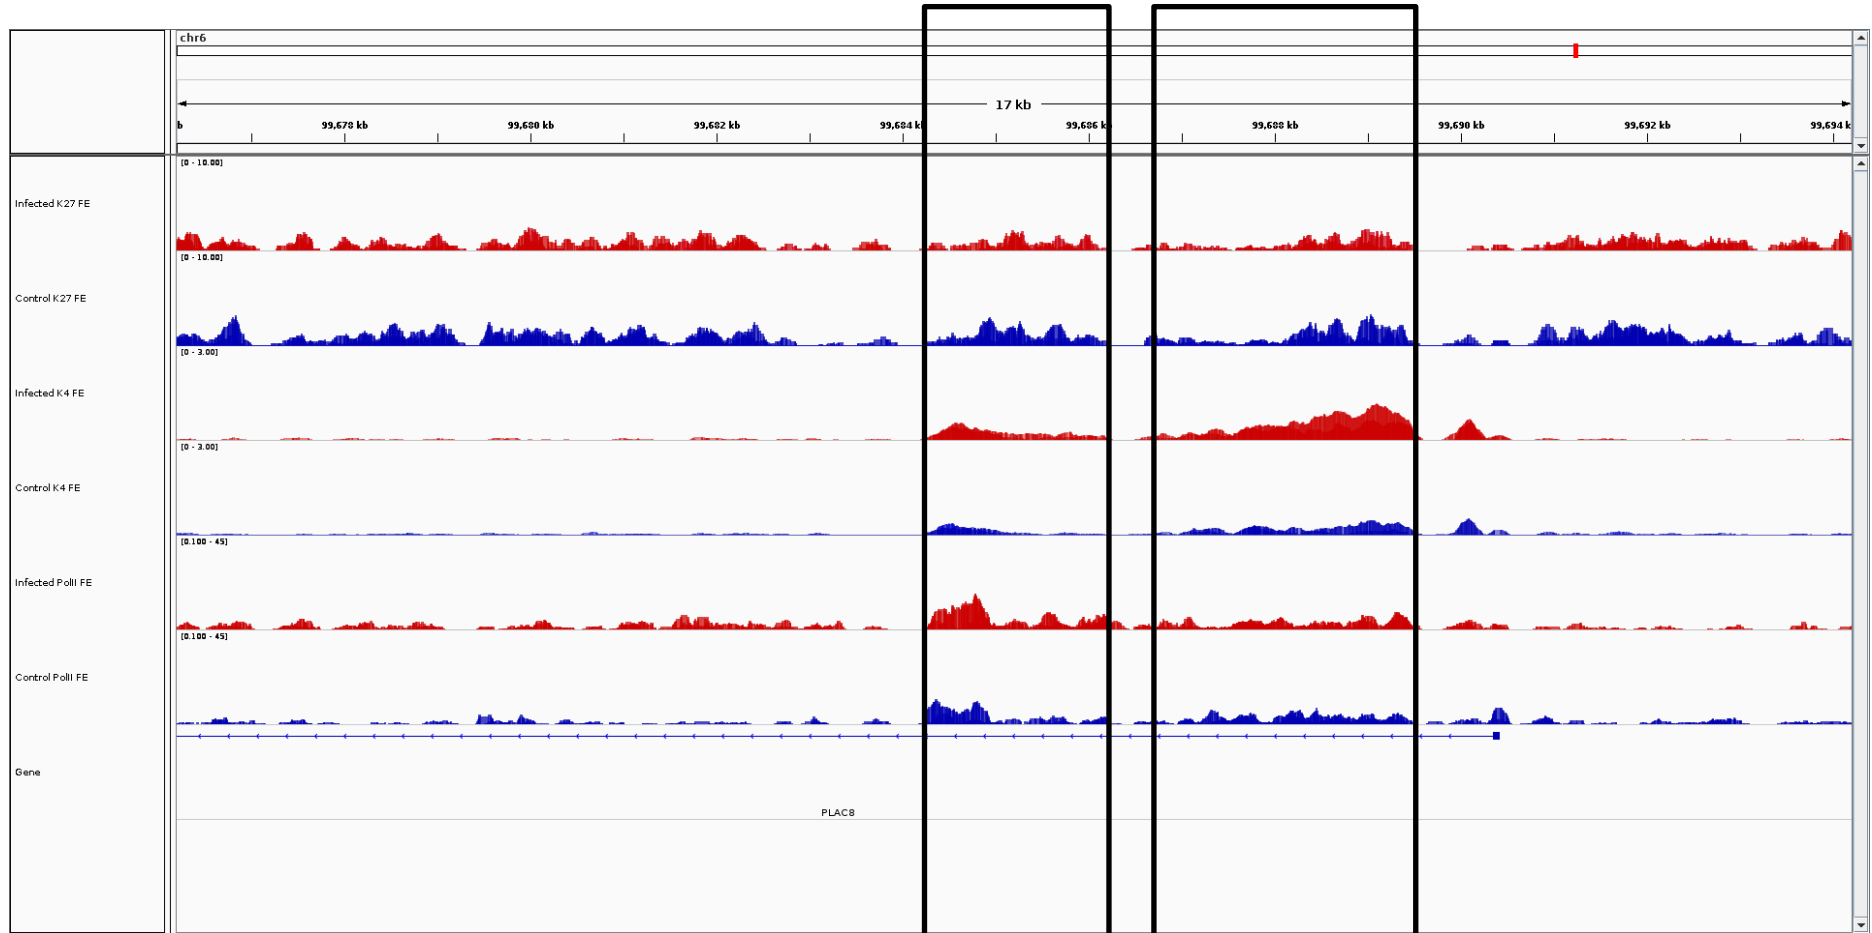 chr6
17 kb
b 99,678 kb 99,680 kb 99,682 kb 99,684 k 99,686 k 99,688 kb 99,690 kb 99,692 kb 99,694 k
[0 - 10.00]
Infected K27 FE
[0 - 10.00]
Control K27 FE
[0 - 3.00]
Infected K4 FE
[0 - 3.00]
Control K4 FE
[0.100 - 45]
Infected PolII FE
[0.100 - 45]
Control PolII FE
Gene
PLAC8